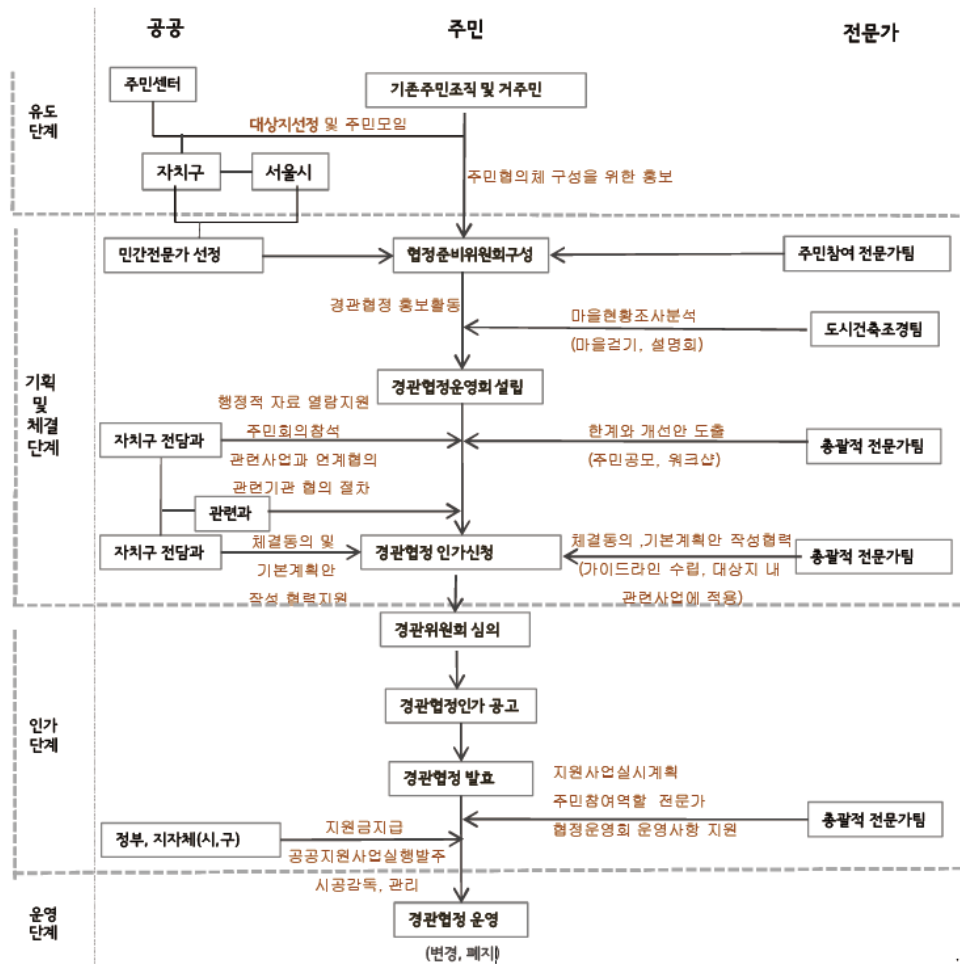 공공
주민
전문가
유도
단계
주민센터
기존주민조직 및 거주민
대상지선정 및 주민모임
자치구
서울시
주민협의체 구성을 위한 홍보
기획
및
체결
단계
민간전문가 선정
협정준비위원회구성
주민참여 전문가팀
경관협정 홍보활동
마을현황조사분석
(마을걷기, 설명회)
도시건축조경팀
경관협정운영회 설립
행정적 자료 열람지원
자치구 전담과
주민회의참석
한계와 개선안 도출
총괄적 전문가팀
관련사업과 연계협의
(주민공모, 워크샵)
관련기관 협의 절차
관련과
자치구 전담과
체결동의 및
기본계획안
작성 협력지원
경관협정 인가신청
체결동의 ,기본계획안 작성협력
(가이드라인 수립, 대상지 내
관련사업에 적용)
총괄적 전문가팀
인가
단계
경관위원회 심의
경관협정인가 공고
경관협정 발효
지원사업실시계획
주민참여역할 전문가
협정운영회 운영사항 지원
총괄적 전문가팀
정부, 지자체(시,구)
지원금지급
공공지원사업실행발주
시공감독, 관리
운영
단계
경관협정 운영
(변경, 폐지)